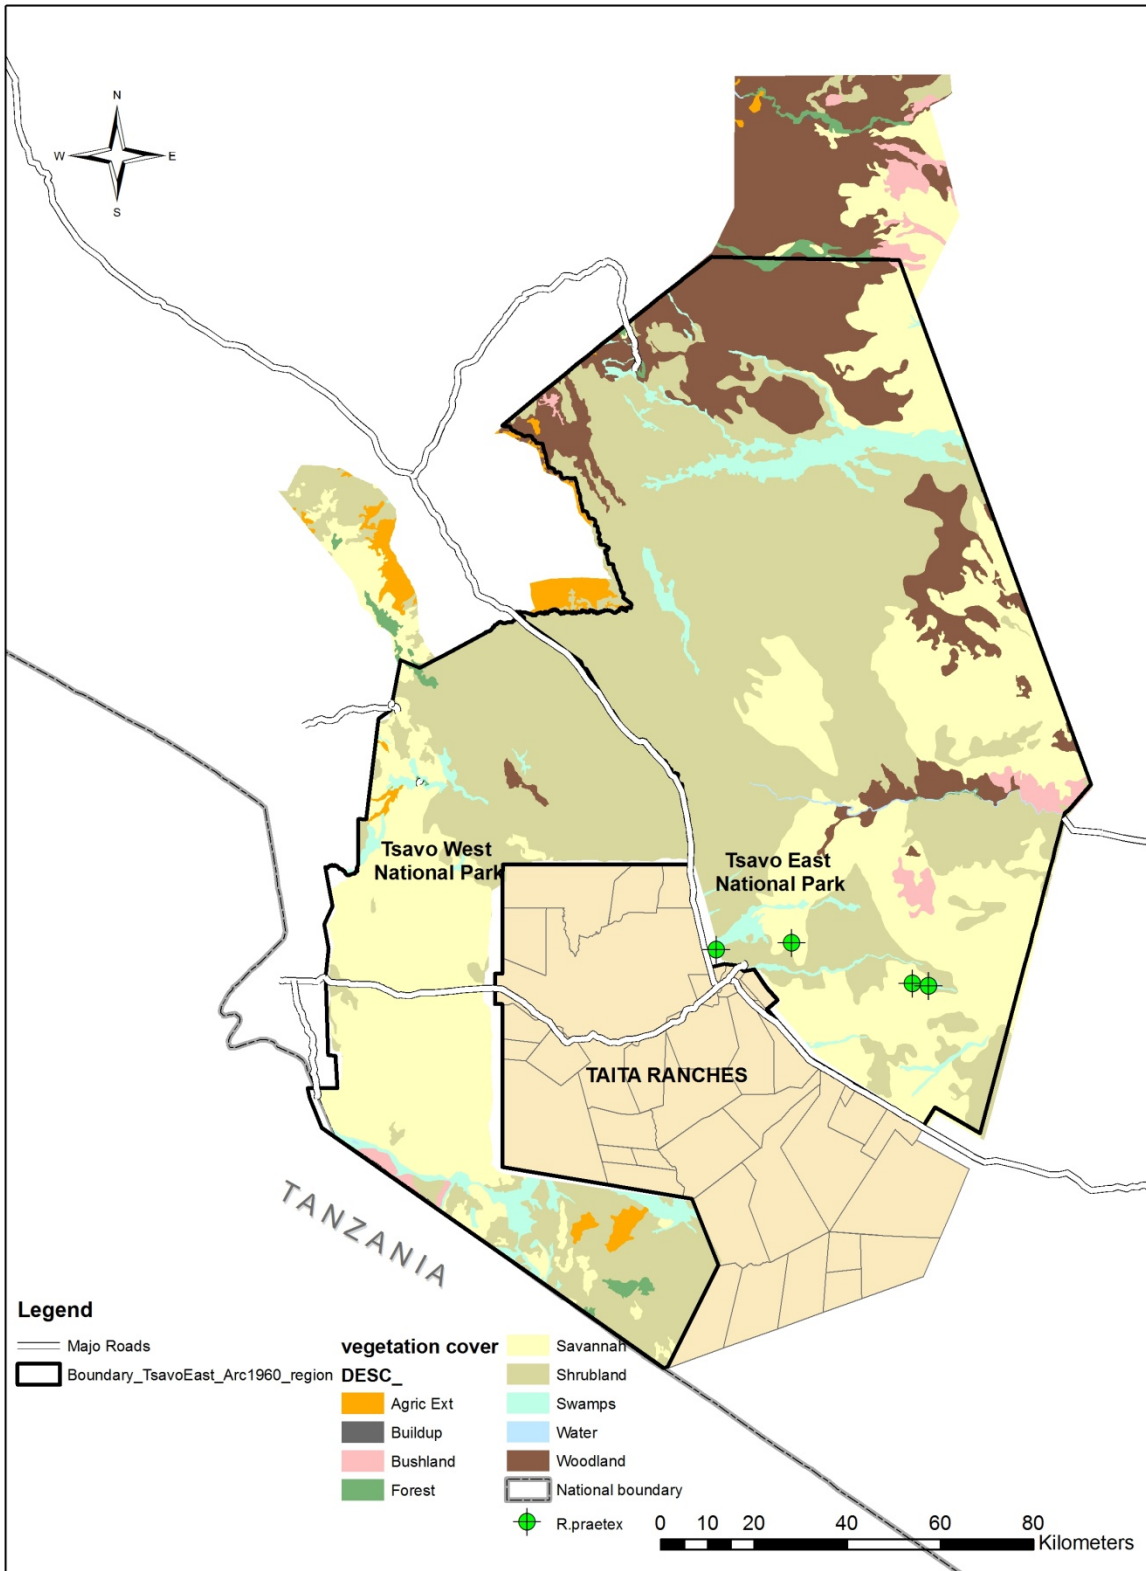 N
W
E
S
Tsavo West
National Park
Tsavo East
National Park
TAITA RANCHES
TANZANIA
Legend
Majo Roads
Boundary_TsavoEast_Arc1960_region
vegetation cover
DESC_
Agric Ext
Buildup
Bushland
Forest
Savannah
Shrubland
Swamps
Water
Woodland
National boundary
R.praetex
0 10 20 40 60 80
Kilometers